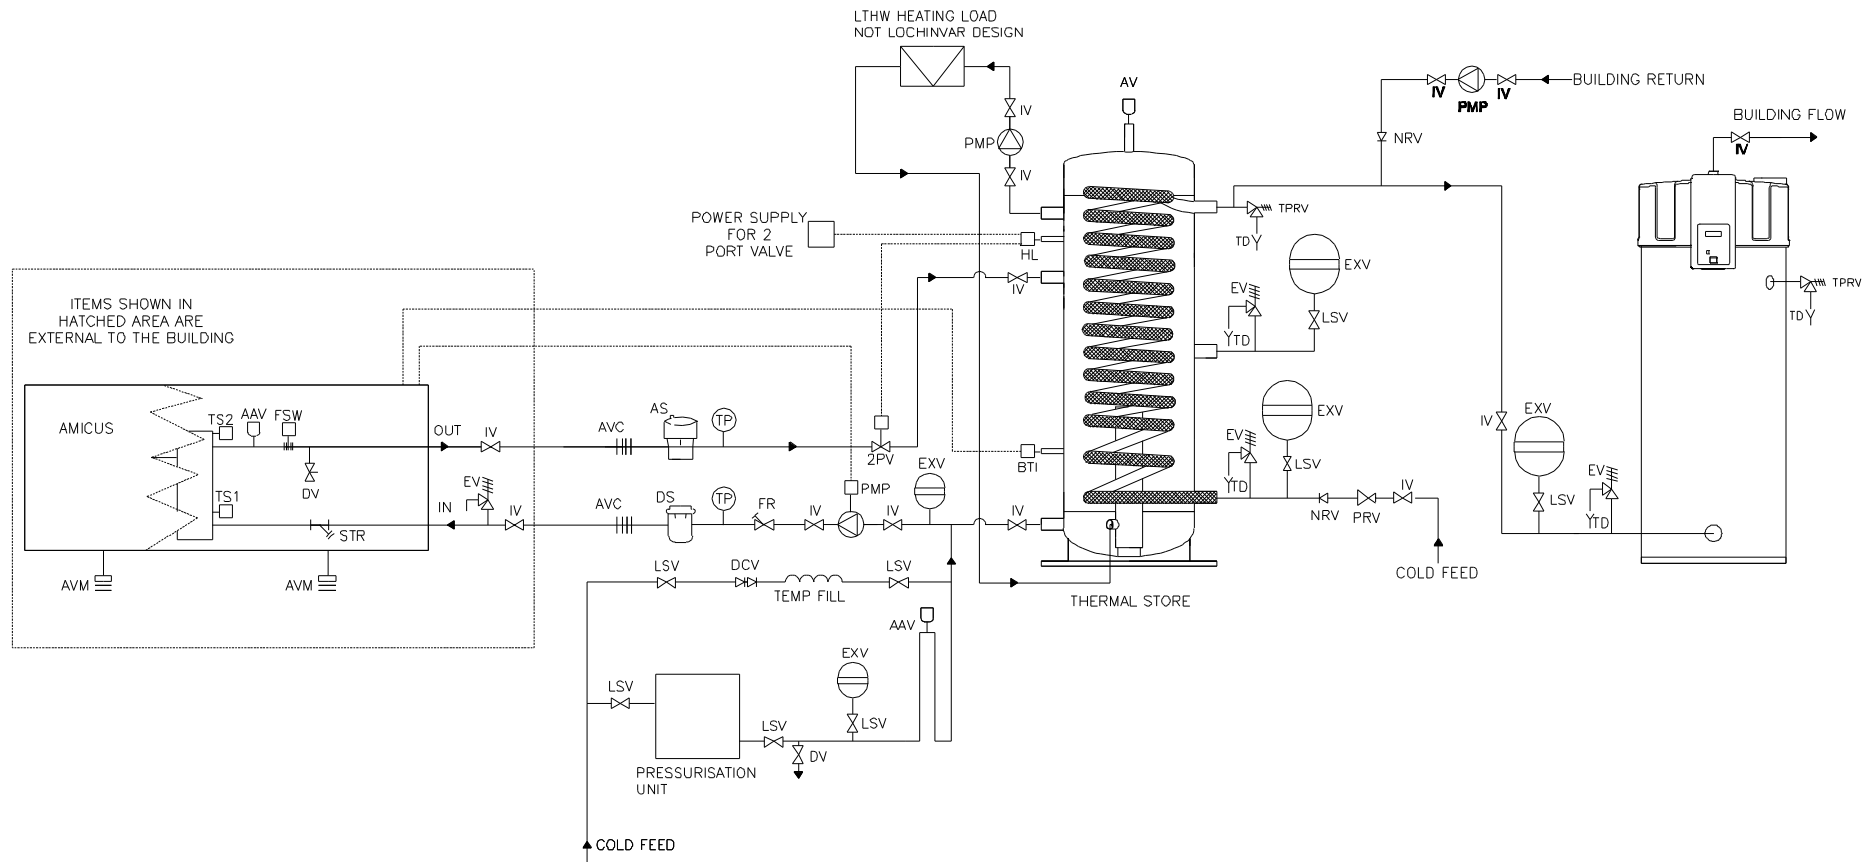 LTHW HEATING LOAD
NOT LOCHINVAR DESIGN
AV
BUILDING RETURN
IV
PMP
IV
BUILDING FLOW
IV
IV
PMP
IV
NRV
POWER SUPPLY
FOR 2
PORT VALVE
HL
TPRV
TD
EXV
IV
EV
LSV
TD
TPRV
TD
ITEMS SHOWN IN
HATCHED AREA ARE
EXTERNAL TO THE BUILDING
AMICUS
TS2
AAV
FSW
OUT
IV
AVC
AS
TP
2PV
BTI
EXV
EV
LSV
TD
IV
EXV
DV
TS1
EV
IN
IV
AVC
DS
TP
FR
IV
PMP
IV
EXV
IV
NRV
PRV
IV
EV
LSV
TD
STR
AVM
AVM
LSV
DCV
TEMP FILL
LSV
COLD FEED
THERMAL STORE
AAV
EXV
LSV
LSV
LSV
DV
PRESSURISATION
UNIT
COLD FEED